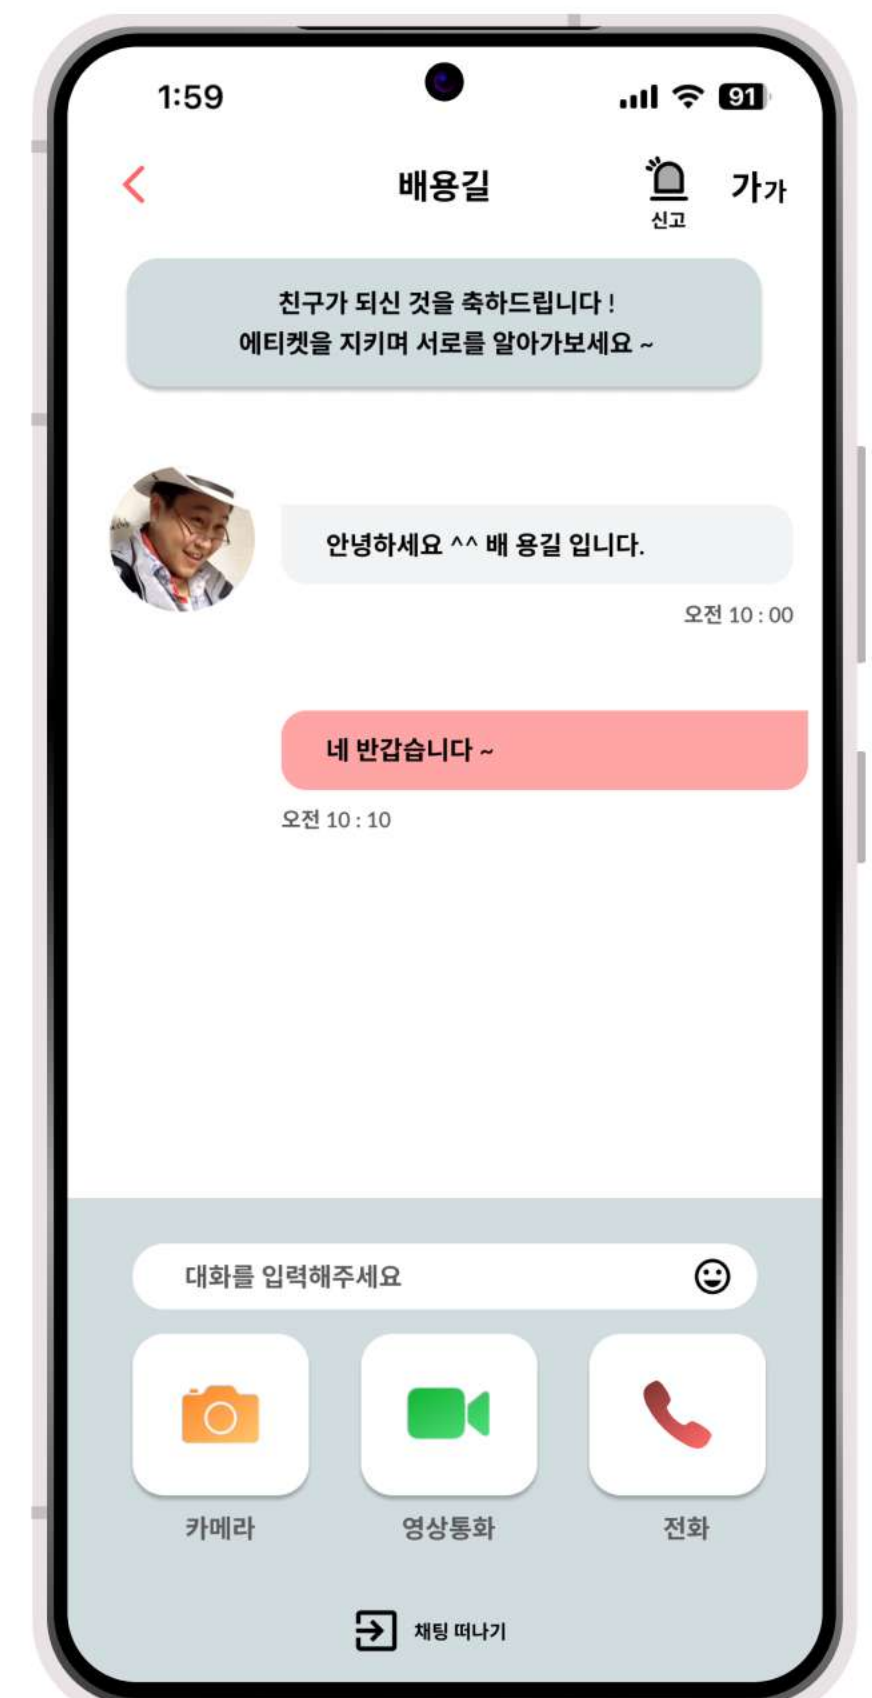 1:59
91
배용길
신고
가가
친구가 되신 것을 축하드립니다 !
에티켓을 지키며 서로를 알아가보세요 ~
안녕하세요 ^^ 배 용길 입니다.
오전 10 : 00
네 반갑습니다 ~
오전 10 : 10
대화를 입력해주세요
카메라
영상통화
전화
채팅 떠나기